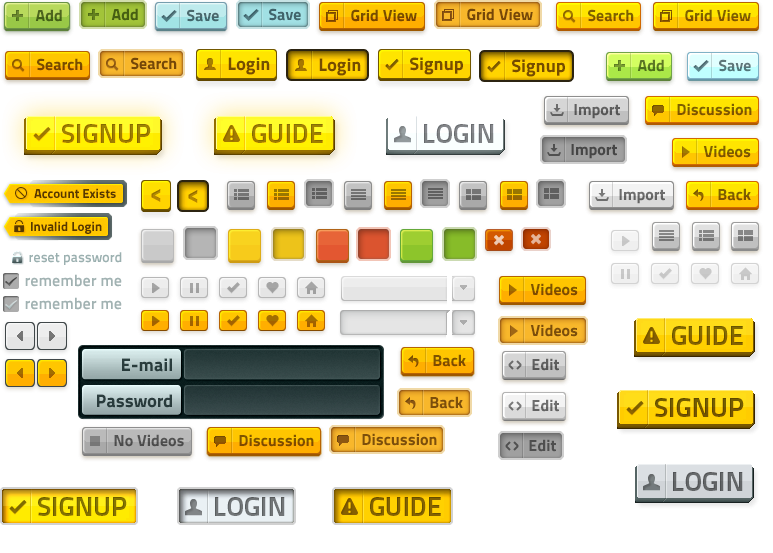 Add
Add
Save
Save
Grid View
Grid View
Search
Grid View
Search
Search
Login
Login
Signup
Signup
Add
Save
SIGNUP
GUIDE
LOGIN
Import
Discussion
Import
Videos
Account Exists
Import
Back
Invalid Login
reset password
remember me
remember me
Videos
Videos
GUIDE
E-mail
Back
Edit
Password
Back
Edit
SIGNUP
No Videos
Discussion
Discussion
Edit
LOGIN
SIGNUP
LOGIN
GUIDE